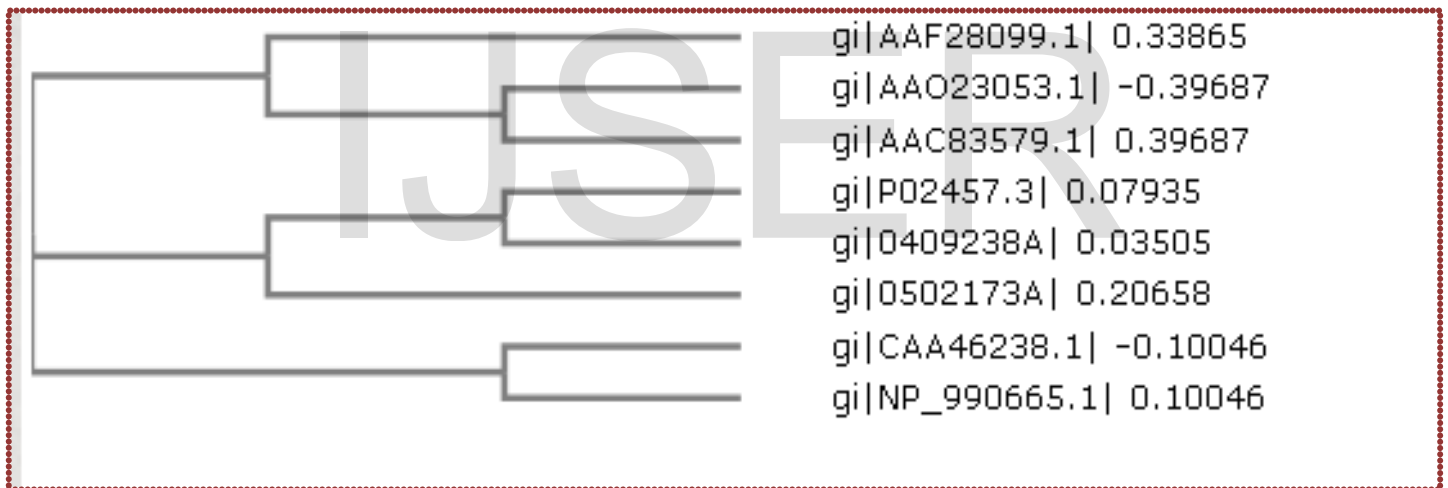 gi|AAF28099.1| 0.33865
gi|AAO23053.1| -0.39687
gi|AAC83579.1| 0.39687
gi|P02457.3| 0.07935
gi|0409238A| 0.03505
gi|0502173A| 0.20658
gi|CAA46238.1| -0.10046
gi|NP_990665.1| 0.10046
IJSER